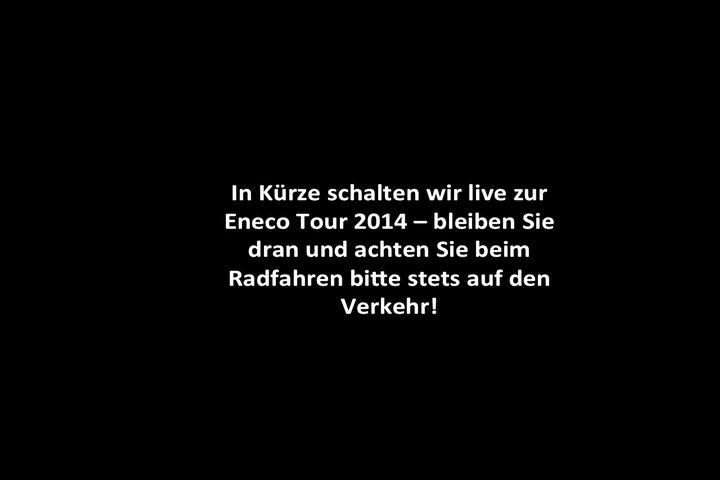 In Kürze schalten wir live zur
Eneco Tour 2014 – bleiben Sie
dran und achten Sie beim
Radfahren bitte stets auf den
Verkehr!